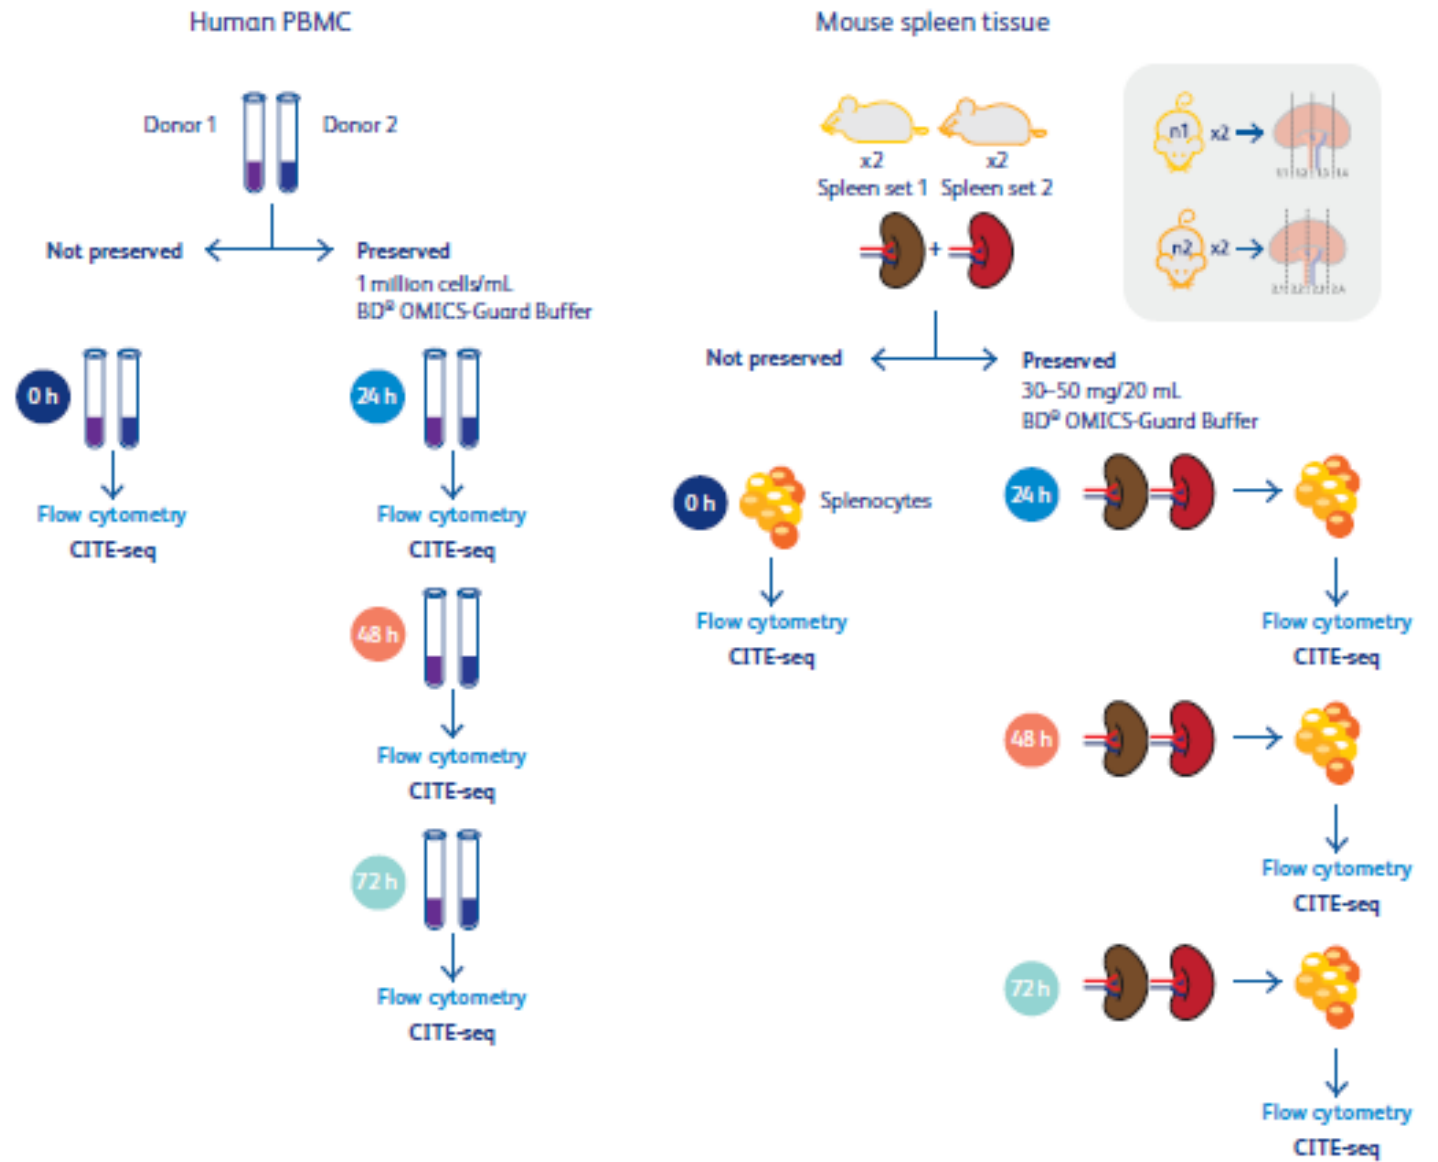 Human PBMC
Donor 1
Donor 2
Not preserved
Preserved
1 million cells/mL
BD® OMICS-Guard Buffer
0 h
Flow cytometry
CITE-seq
24 h
Flow cytometry
CITE-seq
48 h
Flow cytometry
CITE-seq
72 h
Flow cytometry
CITE-seq
Mouse spleen tissue
x2
x2
Spleen set 1
Spleen set 2
+
n1
x2
n2
x2
Not preserved
Preserved
30–50 mg/20 mL
BD® OMICS-Guard Buffer
0 h
Splenocytes
Flow cytometry
CITE-seq
24 h
Flow cytometry
CITE-seq
48 h
Flow cytometry
CITE-seq
72 h
Flow cytometry
CITE-seq